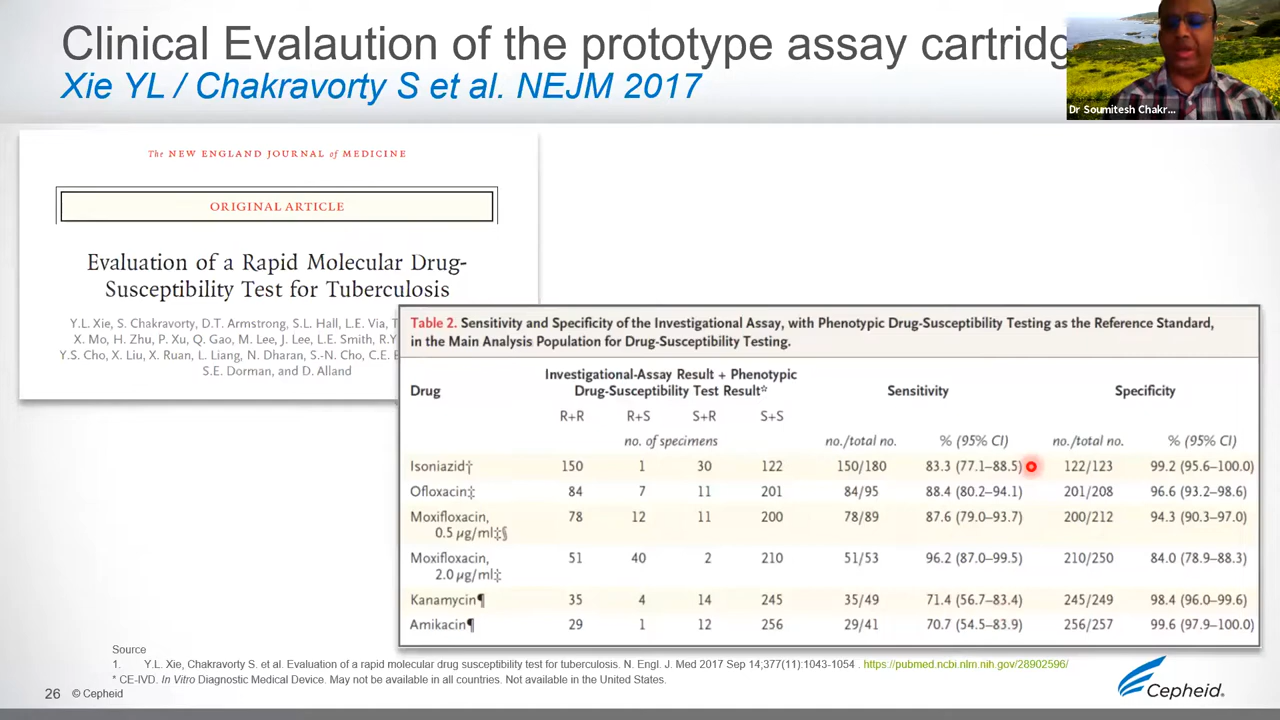 Clinical Evalaution of the prototype assay cartridg
Xie YL / Chakravorty S et al. NEJM 2017
Dr Soumitesh Chakr...
The NEW ENGLAND JOURNAL of MEDICINE
ORIGINAL ARTICLE
Evaluation of a Rapid Molecular Drug-
Susceptibility Test for Tuberculosis
Y.L. Xie, S. Chakravorty, D.T. Armstrong, S.L. Hall, L.E. Via, T
X. Mo, H. Zhu, P. Xu, Q. Gao, M. Lee, J. Lee, L.E. Smith, R.Y
Y.S. Cho, X. Liu, X. Ruan, L. Liang, N. Dharan, S.-N. Cho, C.E.
S.E. Dorman, and D. Alland
Table 2. Sensitivity and Specificity of the Investigational Assay, with Phenotypic Drug-Susceptibility Testing as the Reference Standard,
in the Main Analysis Population for Drug-Susceptibility Testing.
Drug Investigational-Assay Result + Phenotypic Drug-Susceptibility Test Result* Sensitivity Specificity
R+R R+S S+R S+S
no. of specimens no./total no. % (95% CI) no./total no. % (95% CI)
Isoniazid† 150 1 30 122 150/180 83.3 (77.1–88.5) 122/123 99.2 (95.6–100.0)
Ofloxacin‡ 84 7 11 201 84/95 88.4 (80.2–94.1) 201/208 96.6 (93.2–98.6)
Moxifloxacin, 78 12 11 200 78/89 87.6 (79.0–93.7) 200/212 94.3 (90.3–97.0)
0.5 µg/ml‡§
Moxifloxacin, 51 40 2 210 51/53 96.2 (87.0–99.5) 210/250 84.0 (78.9–88.3)
2.0 µg/ml‡
Kanamycin¶ 35 4 14 245 35/49 71.4 (56.7–83.4) 245/249 98.4 (96.0–99.6)
Amikacin¶ 29 1 12 256 29/41 70.7 (54.5–83.9) 256/257 99.6 (97.9–100.0)
Source
1. Y.L. Xie, Chakravorty S. et al. Evaluation of a rapid molecular drug susceptibility test for tuberculosis. N. Engl. J. Med 2017 Sep 14;377(11):1043-1054 . https://pubmed.ncbi.nlm.nih.gov/28902596/
* CE-IVD. In Vitro Diagnostic Medical Device. May not be available in all countries. Not available in the United States.
26 © Cepheid
Cepheid.